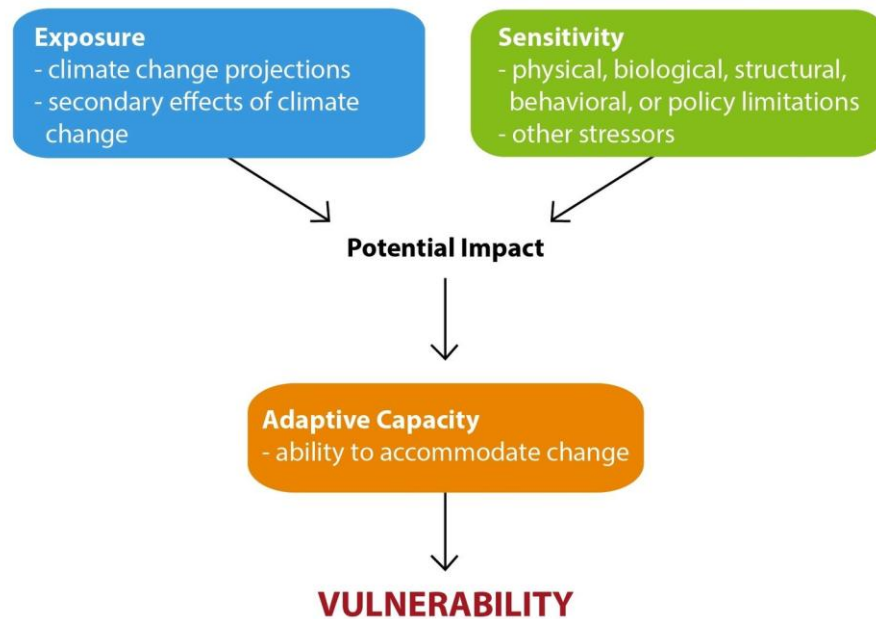 Exposure
- climate change projections
- secondary effects of climate
change
Sensitivity
- physical, biological, structural,
behavioral, or policy limitations
- other stressors
Potential Impact
Adaptive Capacity
- ability to accommodate change
VULNERABILITY